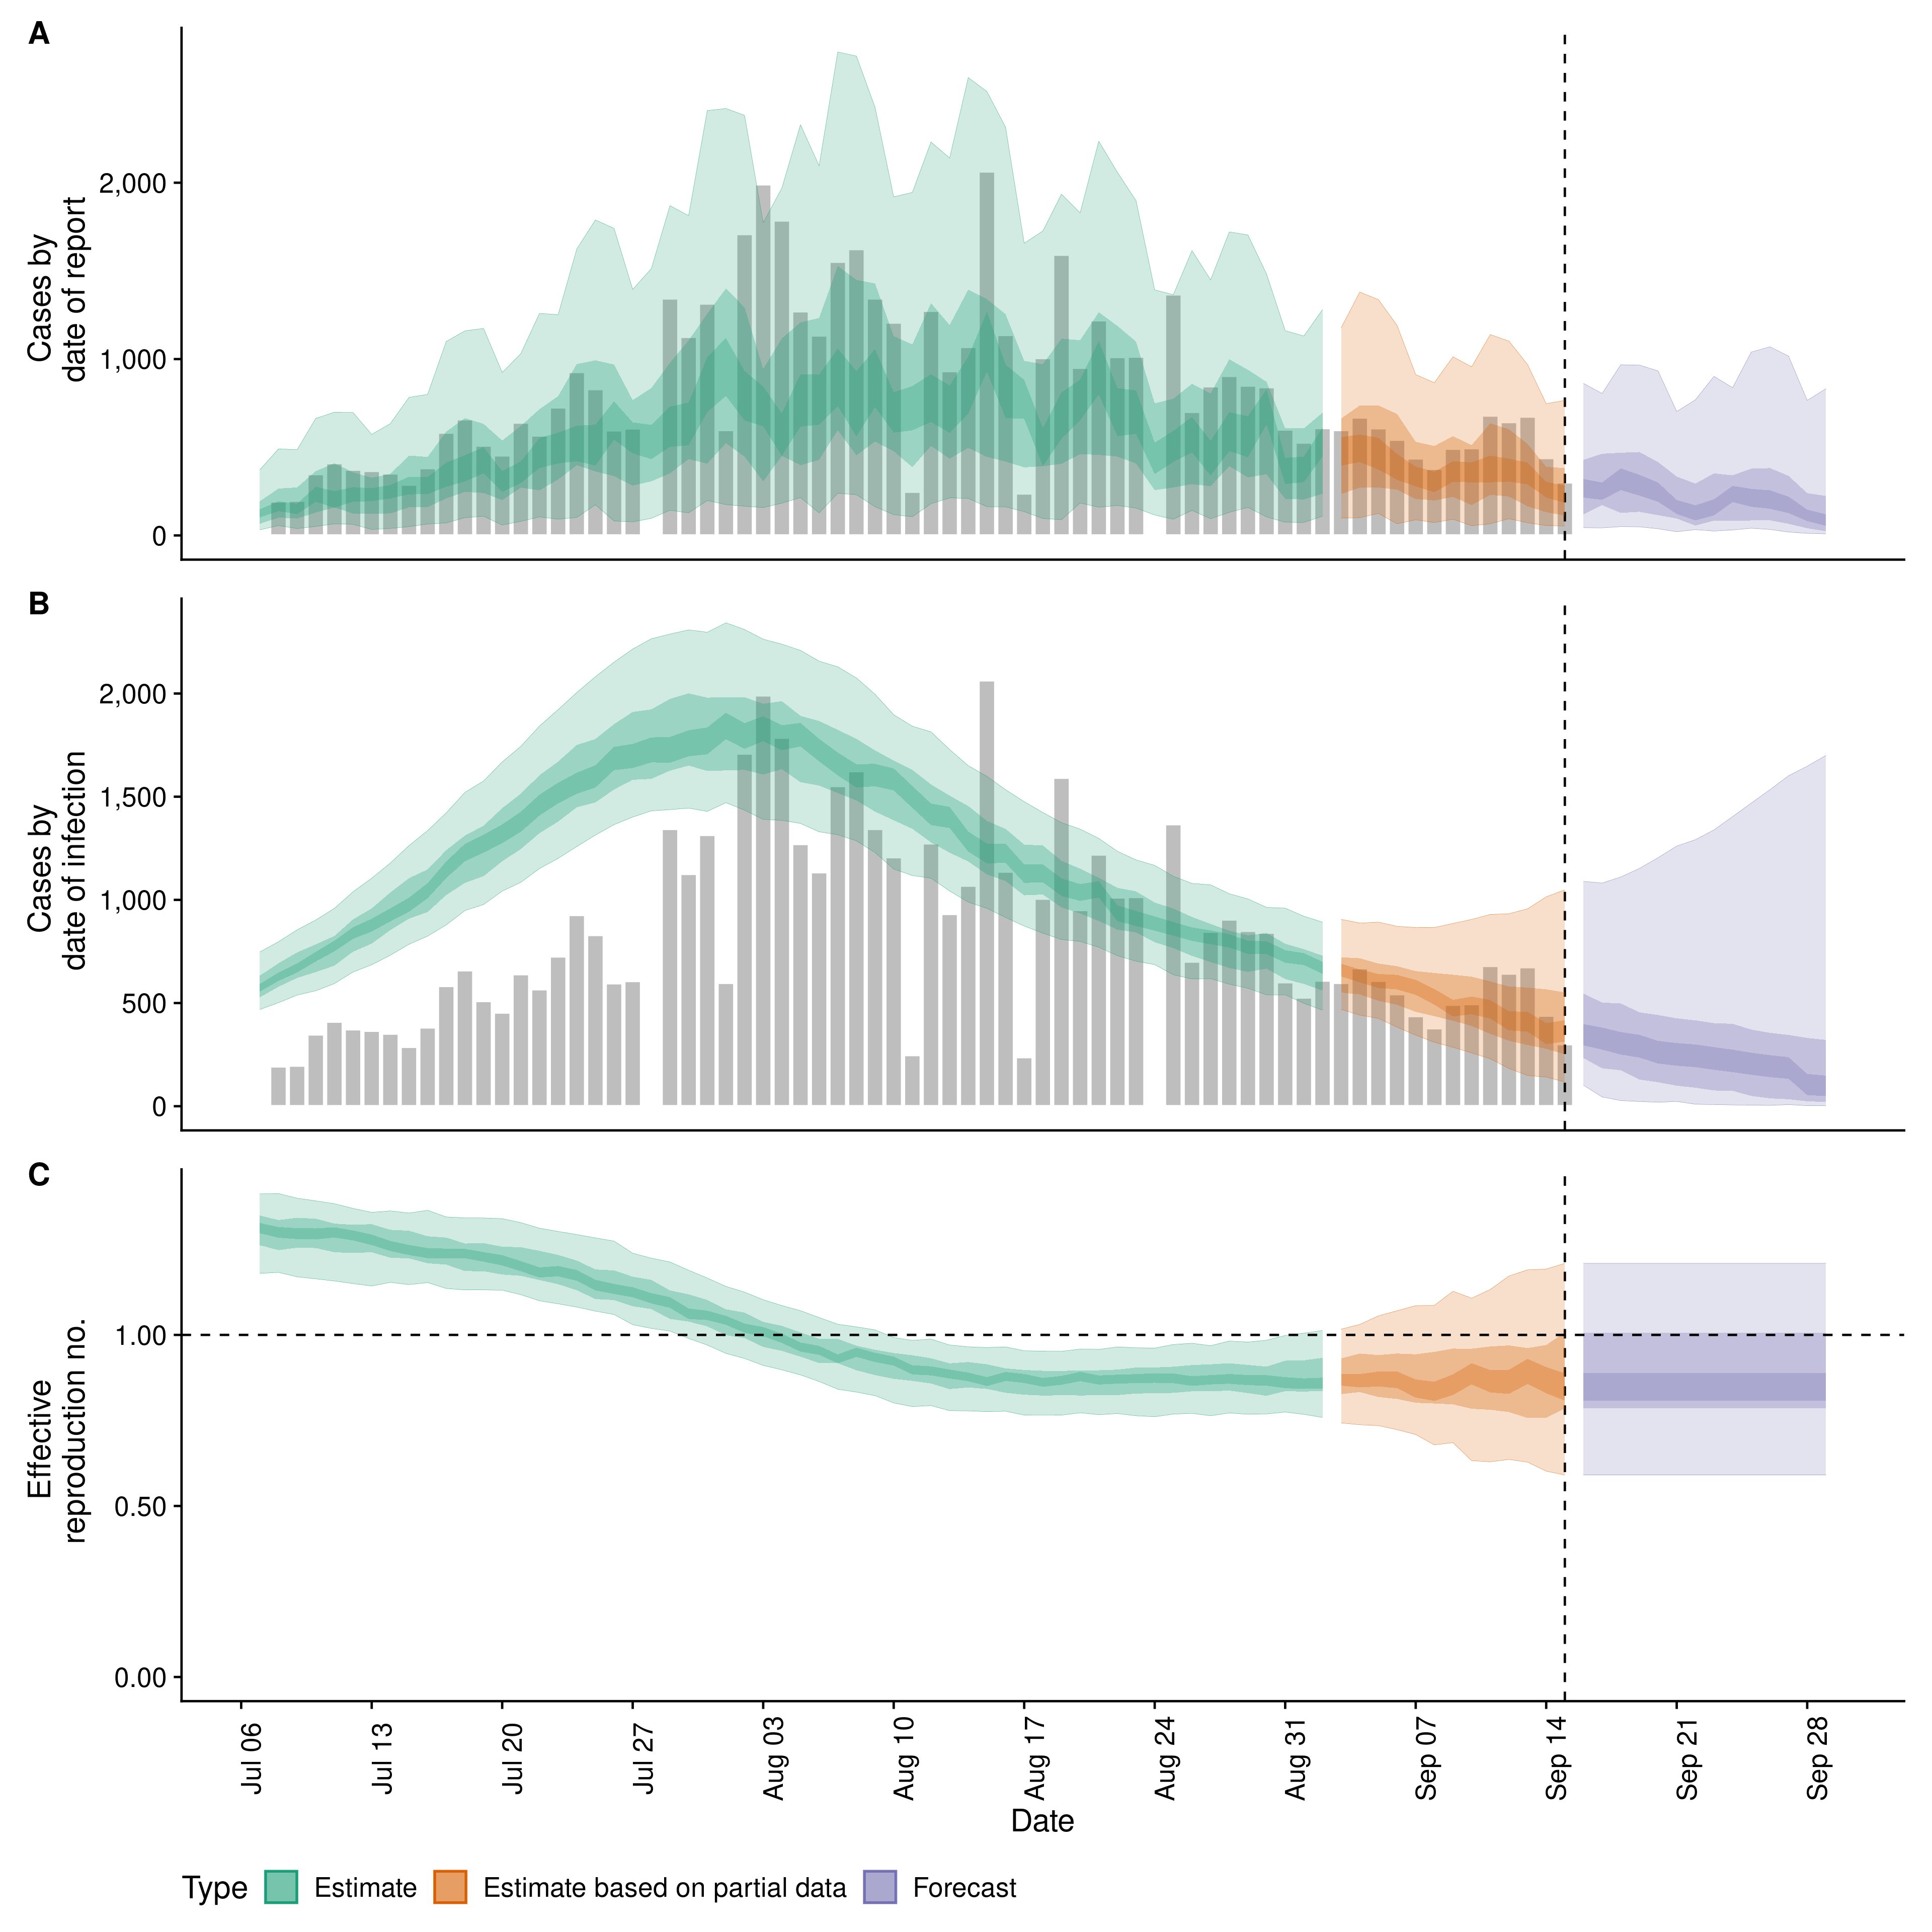 A
Cases by
date of report
2,000
1,000
0
B
Cases by
date of infection
2,000
1,500
1,000
500
0
C
Effective
reproduction no.
1.00
0.50
0.00
Jul 06
Jul 13
Jul 20
Jul 27
Aug 03
Aug 10
Aug 17
Aug 24
Aug 31
Sep 07
Sep 14
Sep 21
Sep 28
Date
Type Estimate Estimate based on partial data Forecast